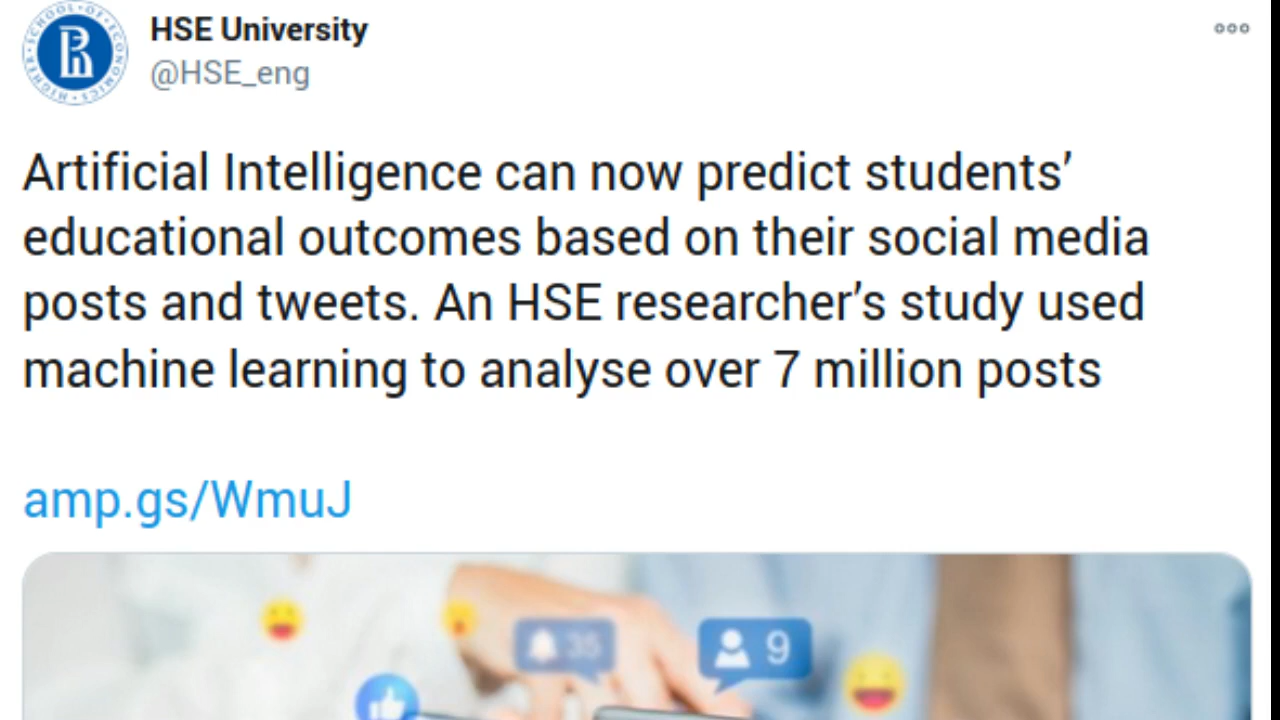 HSE University
@HSE_eng
Artificial Intelligence can now predict students’
educational outcomes based on their social media
posts and tweets. An HSE researcher’s study used
machine learning to analyse over 7 million posts
amp.gs/WmuJ
35
9